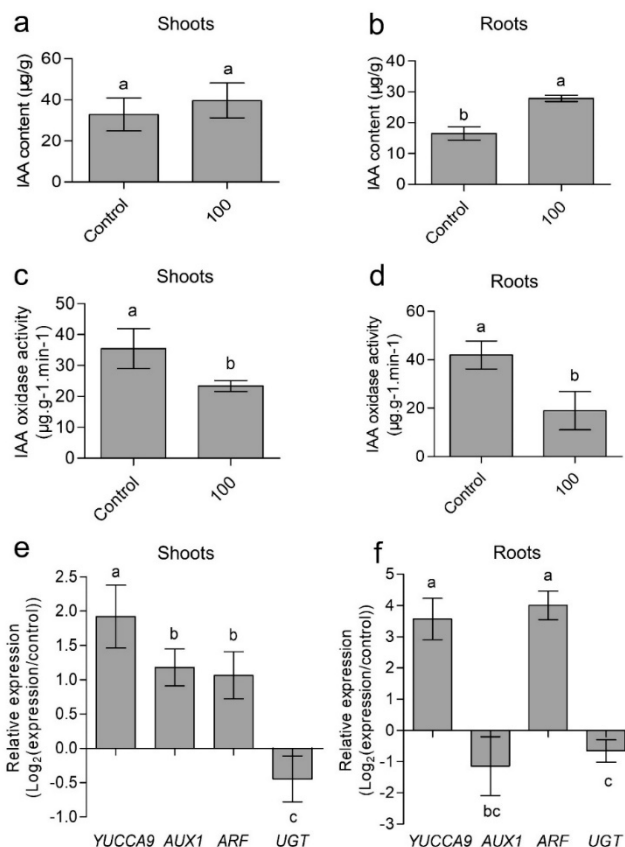 a
Shoots
IAA content (µg/g)
60
40
20
0
a
a
Control
100
b
Roots
IAA content (µg/g)
40
30
20
10
0
b
a
Control
100
c
Shoots
IAA oxidase activity
(µg.g-1.min-1)
50
40
30
20
10
0
a
b
Control
100
d
Roots
IAA oxidase activity
(µg.g-1.min-1)
60
40
20
0
a
b
Control
100
e
Shoots
Relative expression
(Log₂(expression/control))
2.5
2.0
1.5
1.0
0.5
0.0
-0.5
-1.0
a
b
b
c
YUCCA9 AUX1 ARF UGT
f
Roots
Relative expression
(Log₂(expression/control))
5
4
3
2
1
0
-1
-2
-3
a
bc
a
c
YUCCA9 AUX1 ARF UGT